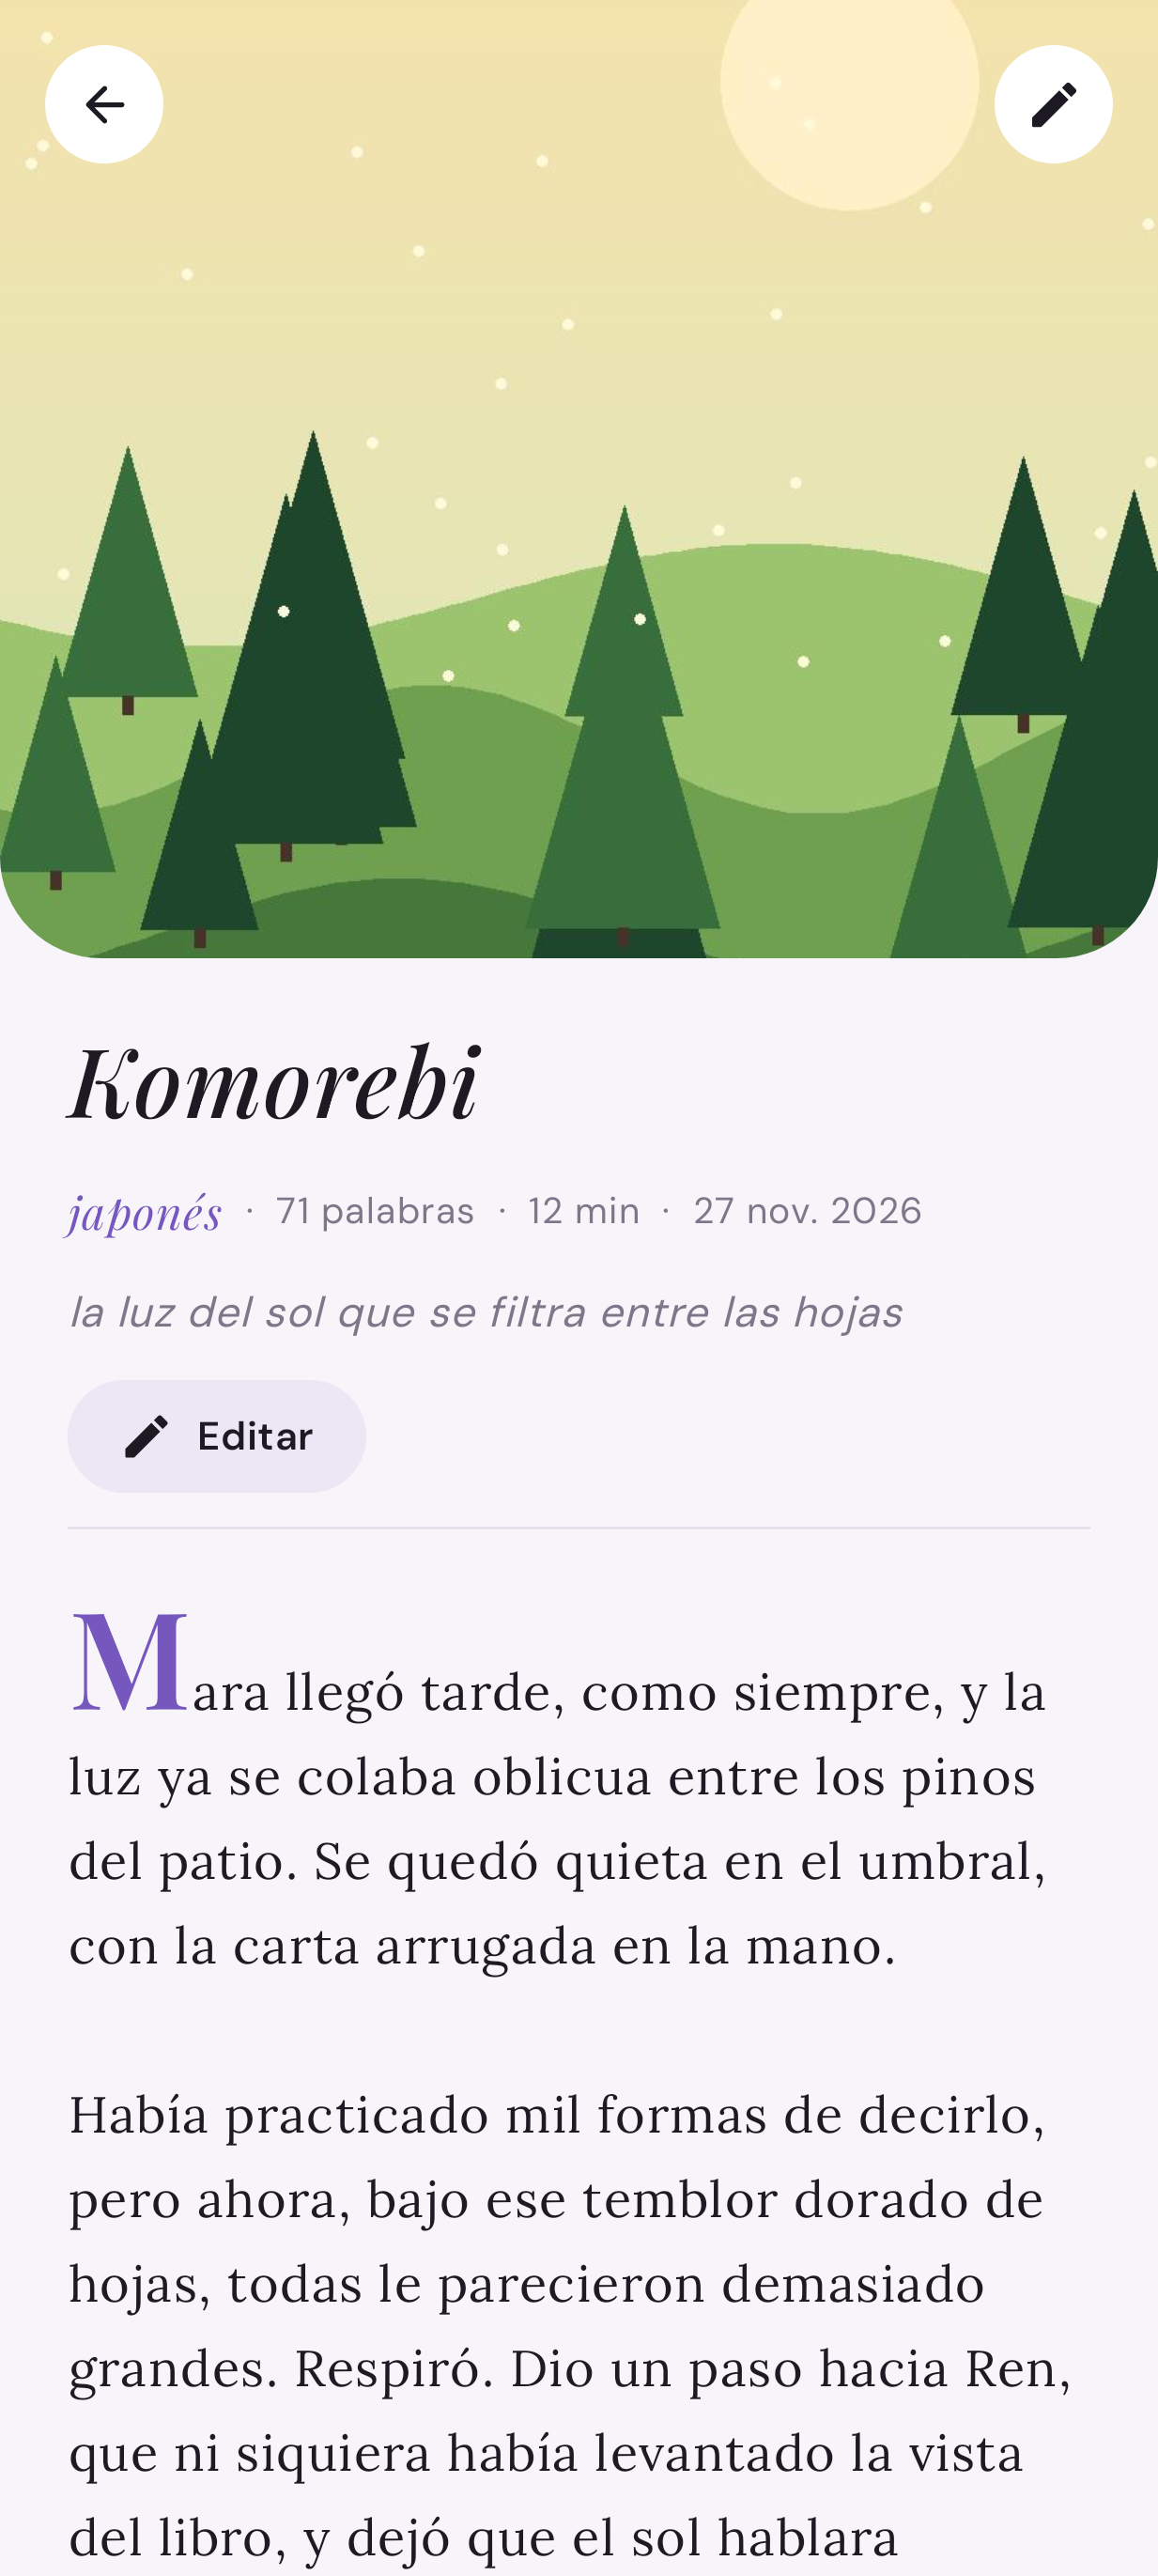 Komorebi
japonés · 71 palabras · 12 min · 27 nov. 2026
la luz del sol que se filtra entre las hojas
Editar
Mara llegó tarde, como siempre, y la
luz ya se colaba oblicua entre los pinos
del patio. Se quedó quieta en el umbral,
con la carta arrugada en la mano.
Había practicado mil formas de decirlo,
pero ahora, bajo ese temblor dorado de
hojas, todas le parecieron demasiado
grandes. Respiró. Dio un paso hacia Ren,
que ni siquiera había levantado la vista
del libro, y dejó que el sol hablara